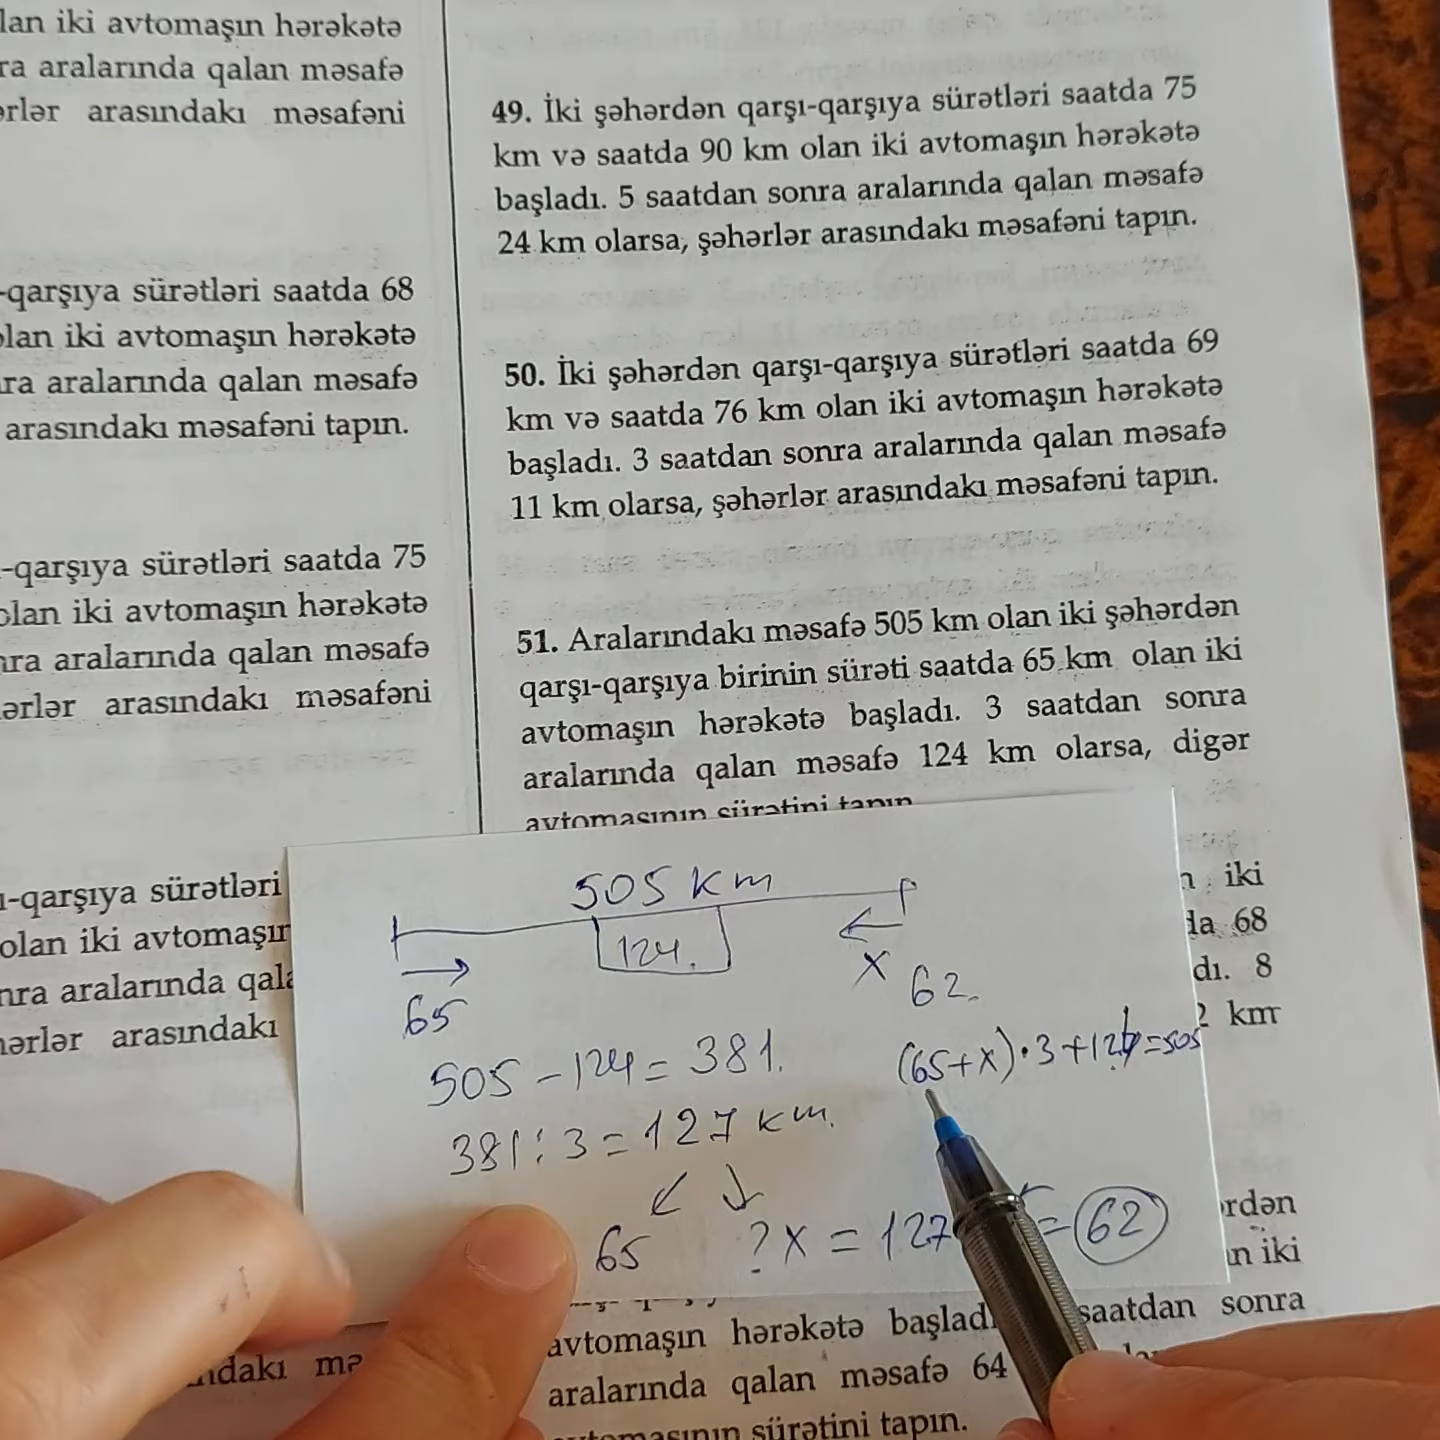 lan iki avtomaşın hərəkətə
ra aralarında qalan məsafə
ərlər arasındakı məsafəni
-qarşıya sürətləri saatda 68
olan iki avtomaşın hərəkətə
ra aralarında qalan məsafə
arasındakı məsafəni tapın.
-qarşıya sürətləri saatda 75
olan iki avtomaşın hərəkətə
nra aralarında qalan məsafə
ərlər arasındakı məsafəni
ı-qarşıya sürətləri
olan iki avtomaşın
nra aralarında qala
ərlər arasındakı
ndakı mə
49. İki şəhərdən qarşı-qarşıya sürətləri saatda 75
km və saatda 90 km olan iki avtomaşın hərəkətə
başladı. 5 saatdan sonra aralarında qalan məsafə
24 km olarsa, şəhərlər arasındakı məsafəni tapın.
50. İki şəhərdən qarşı-qarşıya sürətləri saatda 69
km və saatda 76 km olan iki avtomaşın hərəkətə
başladı. 3 saatdan sonra aralarında qalan məsafə
11 km olarsa, şəhərlər arasındakı məsafəni tapın.
51. Aralarındakı məsafə 505 km olan iki şəhərdən
qarşı-qarşıya birinin sürəti saatda 65 km olan iki
avtomaşın hərəkətə başladı. 3 saatdan sonra
aralarında qalan məsafə 124 km olarsa, digər
avtomaşının sürətini tapın
505 km
124.
65
x
62.
505 - 124 = 381.
(65+x)·3+124=505
381 : 3 = 127 km.
65
? x = 127 = 62
n iki
da 68
dı. 8
2 km
rdən
n iki
avtomaşın hərəkətə başladı saatdan sonra
aralarında qalan məsafə 64
avtomaşının sürətini tapın.